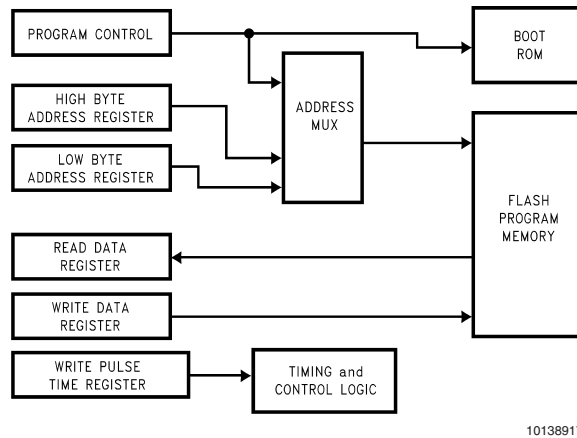 PROGRAM CONTROL
BOOT
ROM
HIGH BYTE
ADDRESS REGISTER
ADDRESS
MUX
LOW BYTE
ADDRESS REGISTER
FLASH
PROGRAM
MEMORY
READ DATA
REGISTER
WRITE DATA
REGISTER
WRITE PULSE
TIME REGISTER
TIMING and
CONTROL LOGIC
10138917